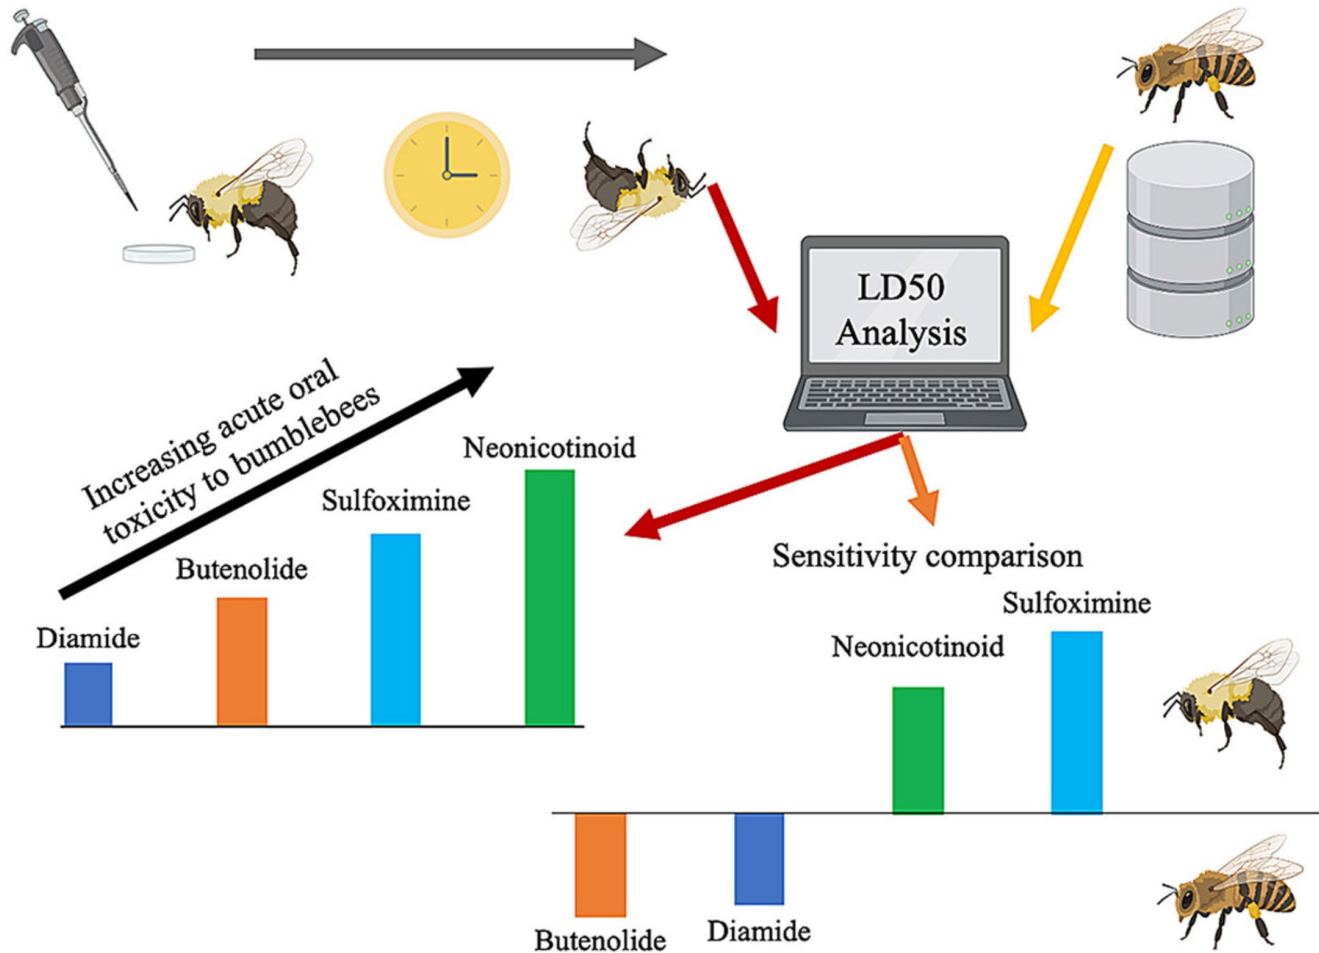 LD50
Analysis
Increasing acute oral
toxicity to bumblebees
Neonicotinoid
Sulfoximine
Butenolide
Diamide
Sensitivity comparison
Sulfoximine
Neonicotinoid
Butenolide
Diamide